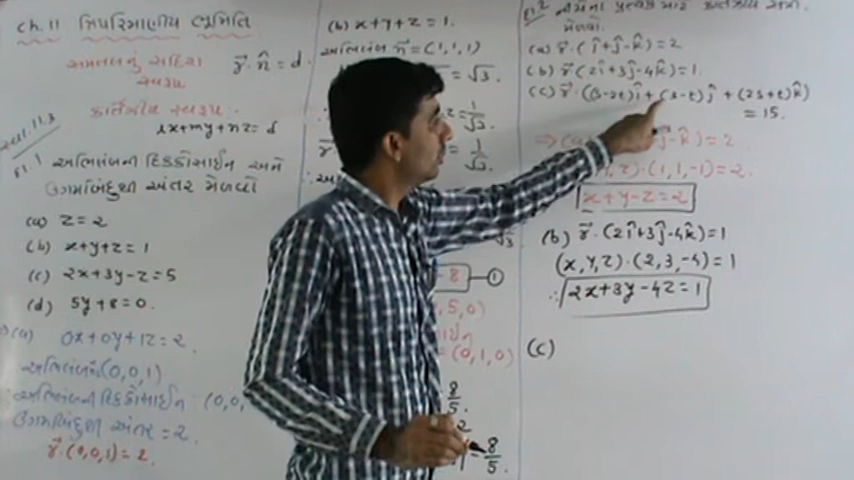 Ch.11 ત્રિપરિમાણીય ભૂમિતિ
સમતલનું સદિશ
સ્વરૂપ
r⃗·n̂ = d.
કાર્તેઝીય સ્વરૂપ:
lx+my+nz=d
સ્વા.11.3
દા.1 અભિલંબની દિક્કોસાઈન અને
ઉગમબિંદુથી અંતર મેળવો
(a) z=2
(b) x+y+z=1
(c) 2x+3y-z=5
(d) 5y+8=0.
(a) 0x+0y+1z=2
અભિલંબ (0,0,1)
અભિલંબની દિક્કોસાઈન (0,0,
ઉગમબિંદુથી અંતર = 2.
r⃗·(0,0,1)=2.
(b) x+y+z=1.
અભિલંબ n⃗=(1,1,1)
= √3.
z = 1/√3
= 1/√3.
-8 ①
5,0)
= (0,1,0)
8/5.
= 8/5.
દા.2
મેળવો.
(a) r⃗·(î+ĵ-k̂)=2
(b) r⃗·(2î+3ĵ-4k̂)=1.
(c) r⃗·(s-2t)î+(3-t)ĵ+(2s+t)k̂)
= 15.
⇒ (a) ĵ-k̂)=2
z)·(1,1,-1)=2.
x+y-z=2
(b) r⃗·(2î+3ĵ-4k̂)=1
(x,y,z)·(2,3,-4)=1
∴ 2x+3y-4z=1
(c)